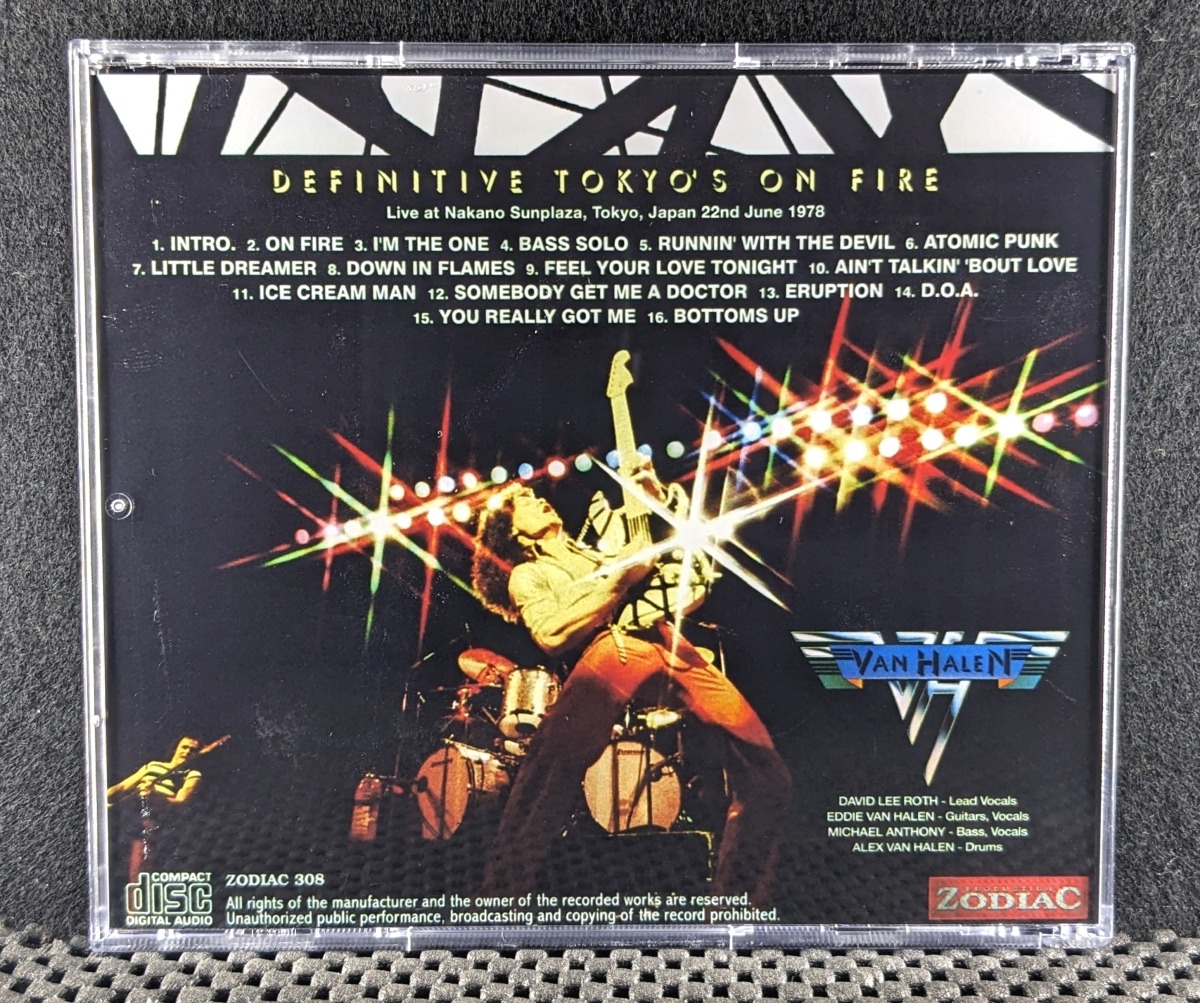 DEFINITIVE TOKYO'S ON FIRE
Live at Nakano Sunplaza, Tokyo, Japan 22nd June 1978
1. INTRO. 2. ON FIRE 3. I'M THE ONE 4. BASS SOLO 5. RUNNIN' WITH THE DEVIL 6. ATOMIC PUNK
7. LITTLE DREAMER 8. DOWN IN FLAMES 9. FEEL YOUR LOVE TONIGHT 10. AIN'T TALKIN' 'BOUT LOVE
11. ICE CREAM MAN 12. SOMEBODY GET ME A DOCTOR 13. ERUPTION 14. D.O.A.
15. YOU REALLY GOT ME 16. BOTTOMS UP
VAN HALEN
VH
DAVID LEE ROTH - Lead Vocals
EDDIE VAN HALEN - Guitars, Vocals
MICHAEL ANTHONY - Bass, Vocals
ALEX VAN HALEN - Drums
COMPACT
disc
DIGITAL AUDIO
ZODIAC 308
All rights of the manufacturer and the owner of the recorded works are reserved.
Unauthorized public performance, broadcasting and copying of the record prohibited.
ZODIAC